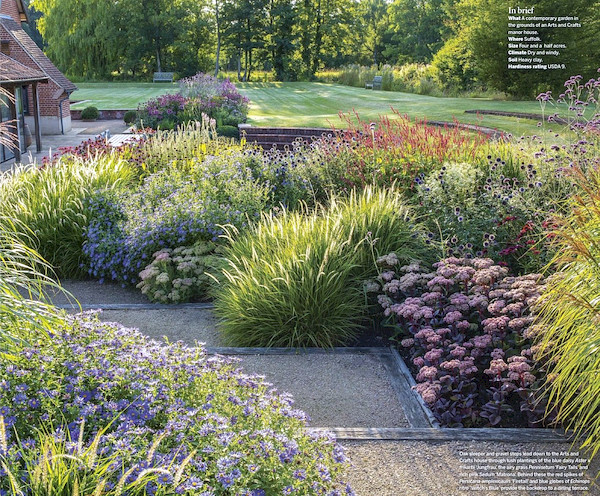 In brief
What A contemporary garden in
the grounds of an Arts and Crafts
manor house.
Where Suffolk.
Size Four and a half acres.
Climate Dry and windy.
Soil Heavy clay.
Hardiness rating USDA 9.
Oak sleeper and gravel steps lead down to the Arts and
Crafts house through lush plantings of the blue daisy Aster x
frikartii 'Jungfrau', the airy grass Pennisetum 'Fairy Tails' and
rich pink Sedum 'Matrona'. Behind these the red spikes of
Persicaria amplexicaulis 'Firetail' and blue globes of Echinops
ritro 'Veitch's Blue' provide the backdrop to a dining terrace.